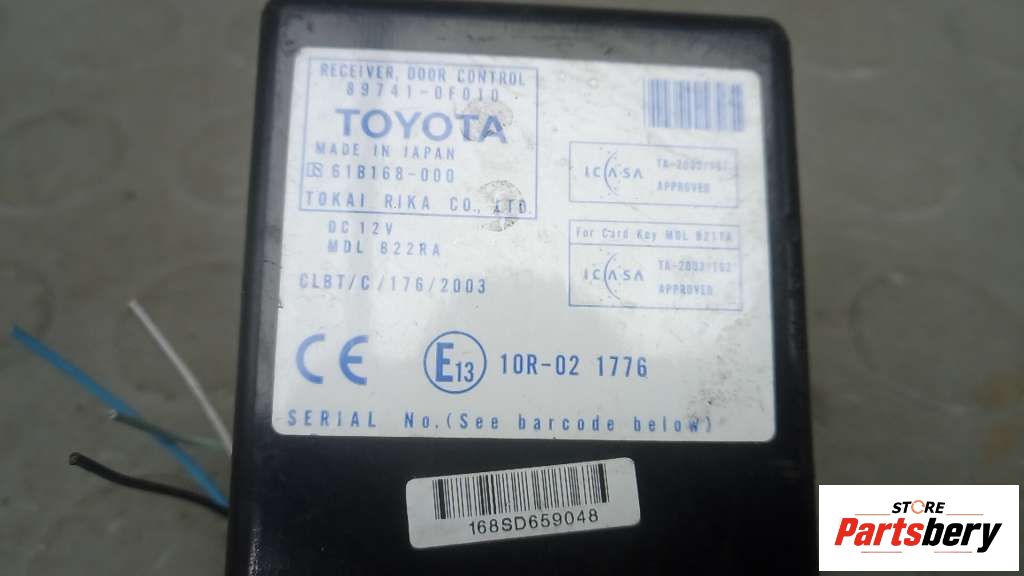 RECEIVER, DOOR CONTROL
89741-0F010
TOYOTA
MADE IN JAPAN
DS 61B168-000
TOKAI RIKA CO., LTD
DC 12V
MDL B22RA
CLBT/C/176/2003
ICASA
APPROVED
For Card Key MDL
ICASA
APPROVED
CE
E13 10R-02 1776
SERIAL No.(See barcode below)
168SD659048
STORE
Partsbery